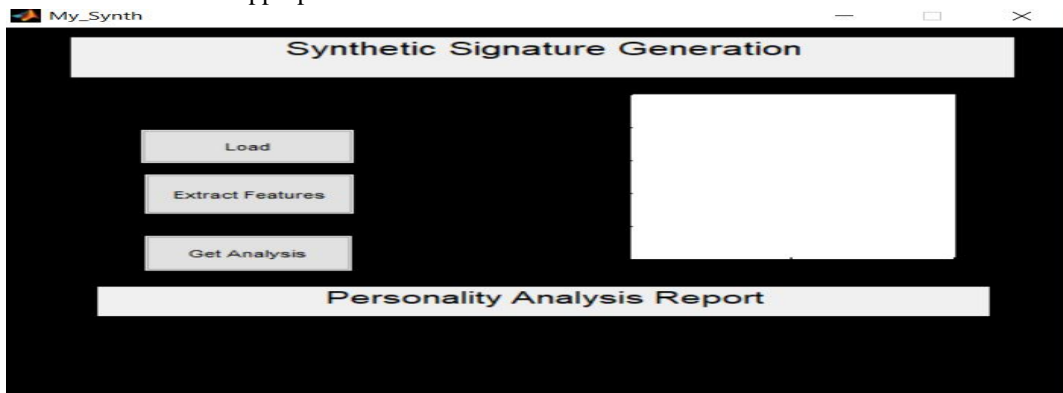 My_Synth
Synthetic Signature Generation
Load
Extract Features
Get Analysis
Personality Analysis Report